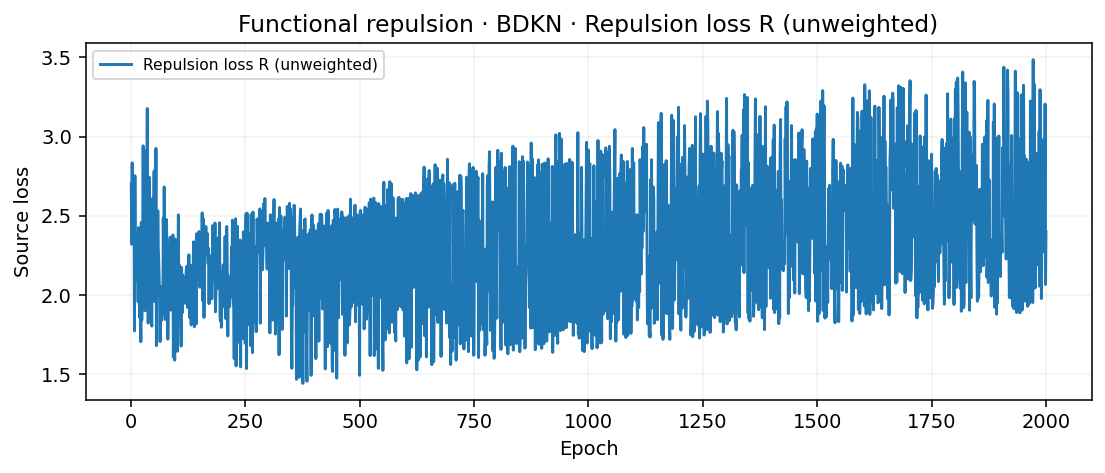 Functional repulsion · BDKN · Repulsion loss R (unweighted)
Repulsion loss R (unweighted)
Source loss
3.5
3.0
2.5
2.0
1.5
0 250 500 750 1000 1250 1500 1750 2000
Epoch